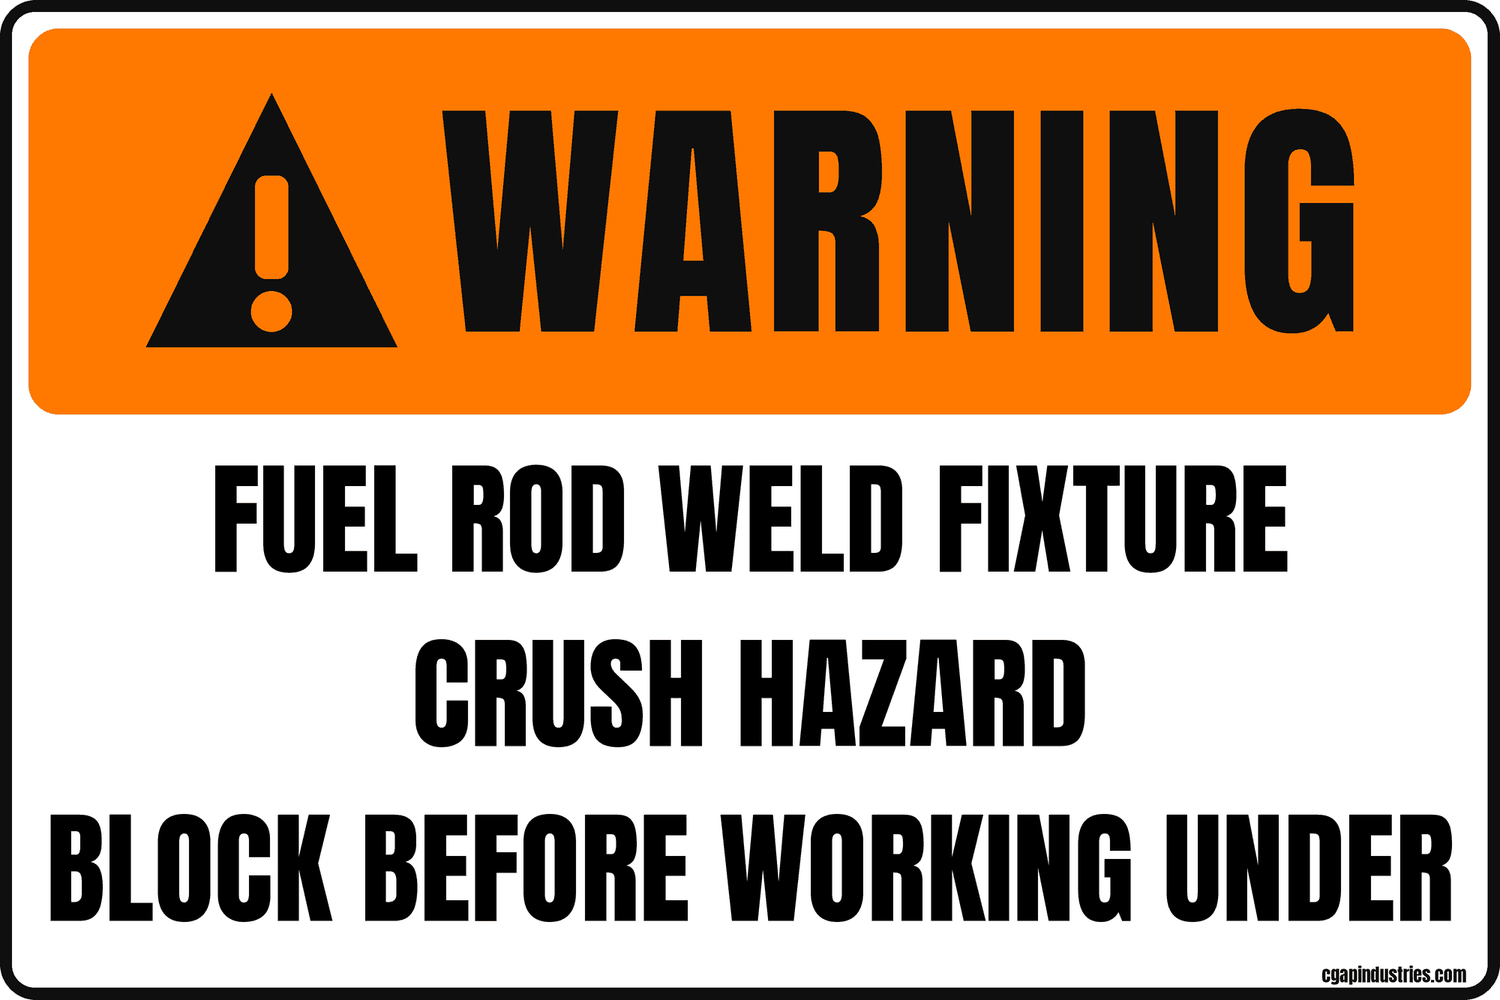 WARNING
FUEL ROD WELD FIXTURE
CRUSH HAZARD
BLOCK BEFORE WORKING UNDER
cgapindustries.com